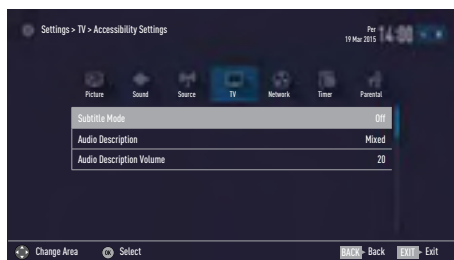 Settings > TV > Accessibility Settings
Per
19 Mar 2015 14:00
Picture Sound Source TV Network Timer Parental
Subtitle Mode Off
Audio Description Mixed
Audio Description Volume 20
Change Area OK Select BACK Back EXIT Exit